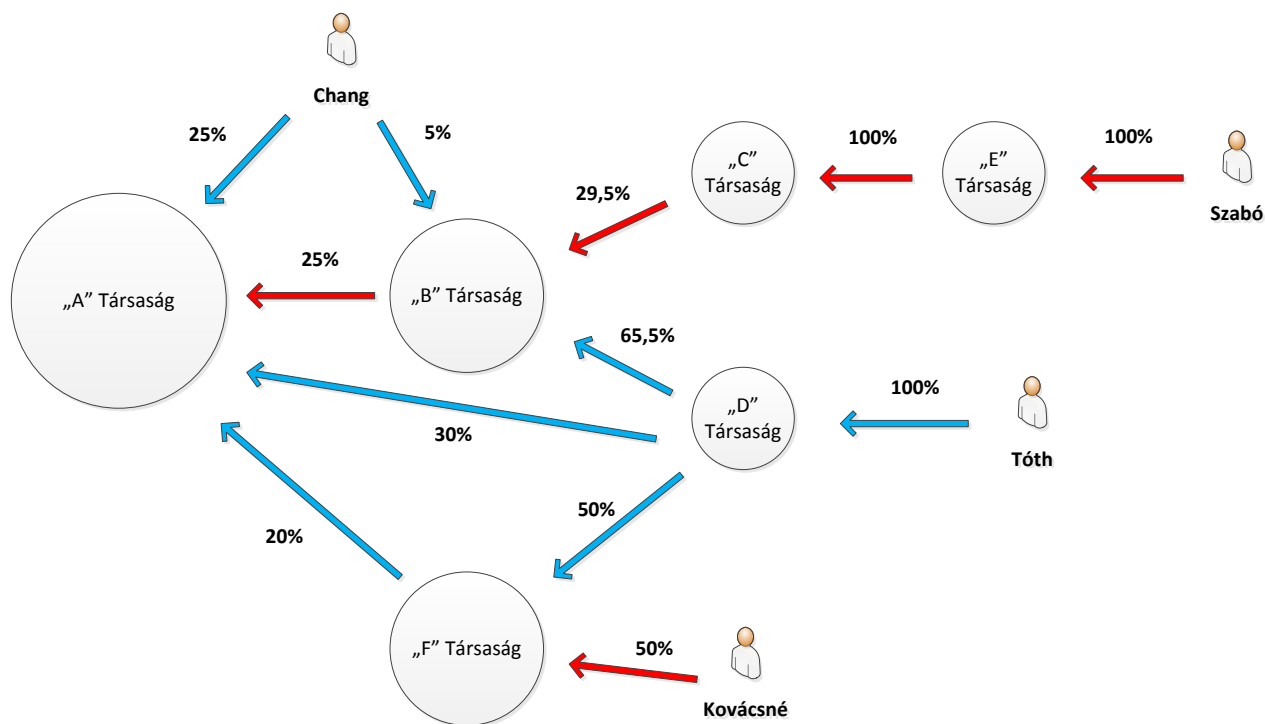 Chang
25%
5%
„C”
Társaság
100%
„E”
Társaság
100%
Szabó
29,5%
25%
„A” Társaság
„B” Társaság
65,5%
„D”
Társaság
100%
Tóth
30%
50%
20%
„F” Társaság
50%
Kovácsné